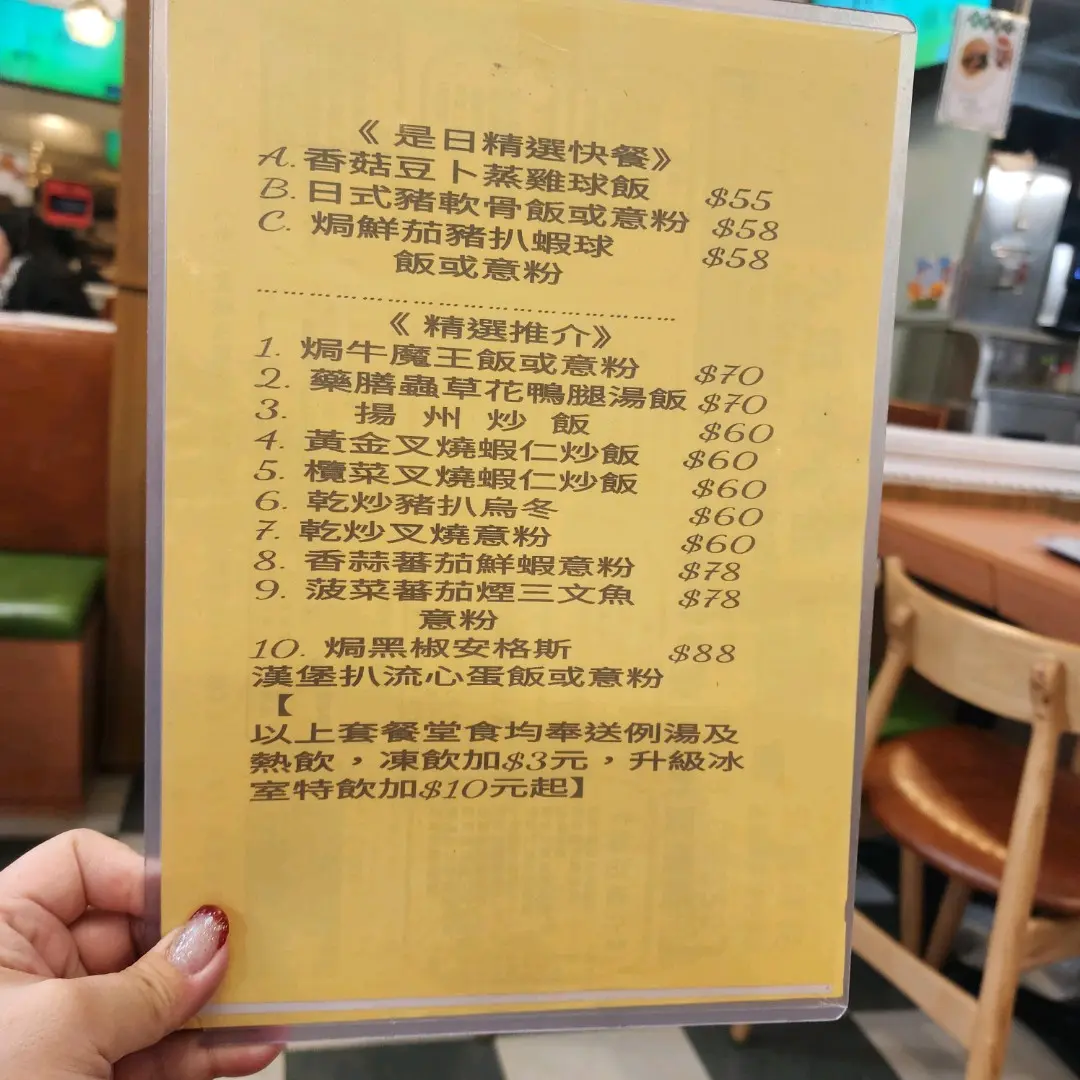 《 是日精選快餐》
A. 香菇豆卜蒸雞球飯 $55
B. 日式豬軟骨飯或意粉 $58
C. 焗鮮茄豬扒蝦球 $58
飯或意粉
《 精選推介》
1. 焗牛魔王飯或意粉 $70
2. 藥膳蟲草花鴨腿湯飯 $70
3. 揚 州 炒 飯 $60
4. 黃金叉燒蝦仁炒飯 $60
5. 欖菜叉燒蝦仁炒飯 $60
6. 乾炒豬扒烏冬 $60
7. 乾炒叉燒意粉 $60
8. 香蒜蕃茄鮮蝦意粉 $78
9. 菠菜蕃茄煙三文魚 $78
意粉
10. 焗黑椒安格斯 $88
漢堡扒流心蛋飯或意粉
【
以上套餐堂食均奉送例湯及
熱飲，凍飲加$3元，升級冰
室特飲加$10元起】